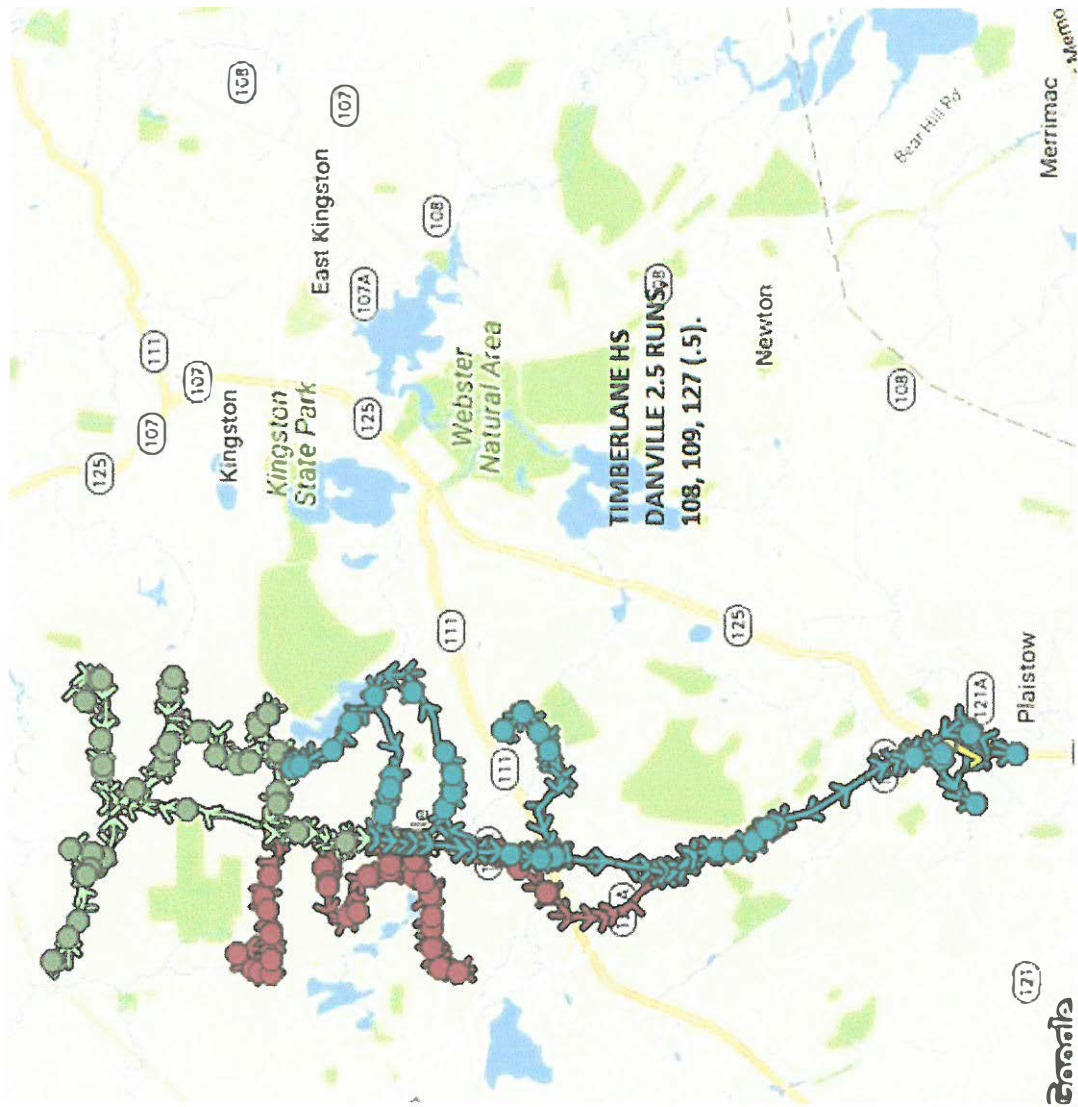 108
107
East Kingston
107A
108
111
107
107
125
125
Kingston
Kingston
State Park
Webster
Natural Area
TIMBERLANE HS
DANVILLE 2.5 RUNS,
108, 109, 127 (.5).
108
Newton
108
Bear Hill Rd
Merrimac
111
111
125
121A
Plaistow
121
Google